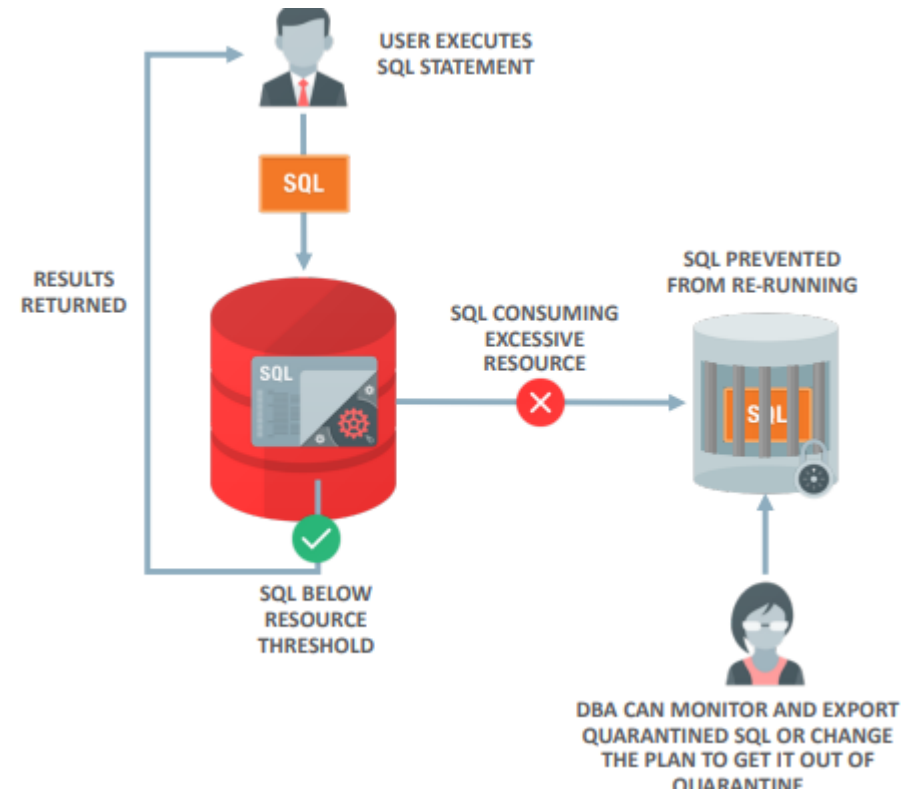 USER EXECUTES
SQL STATEMENT
SQL
RESULTS
RETURNED
SQL PREVENTED
FROM RE-RUNNING
SQL CONSUMING
EXCESSIVE
RESOURCE
SQL
SQL
SQL BELOW
RESOURCE
THRESHOLD
DBA CAN MONITOR AND EXPORT
QUARANTINED SQL OR CHANGE
THE PLAN TO GET IT OUT OF
QUARANTINE